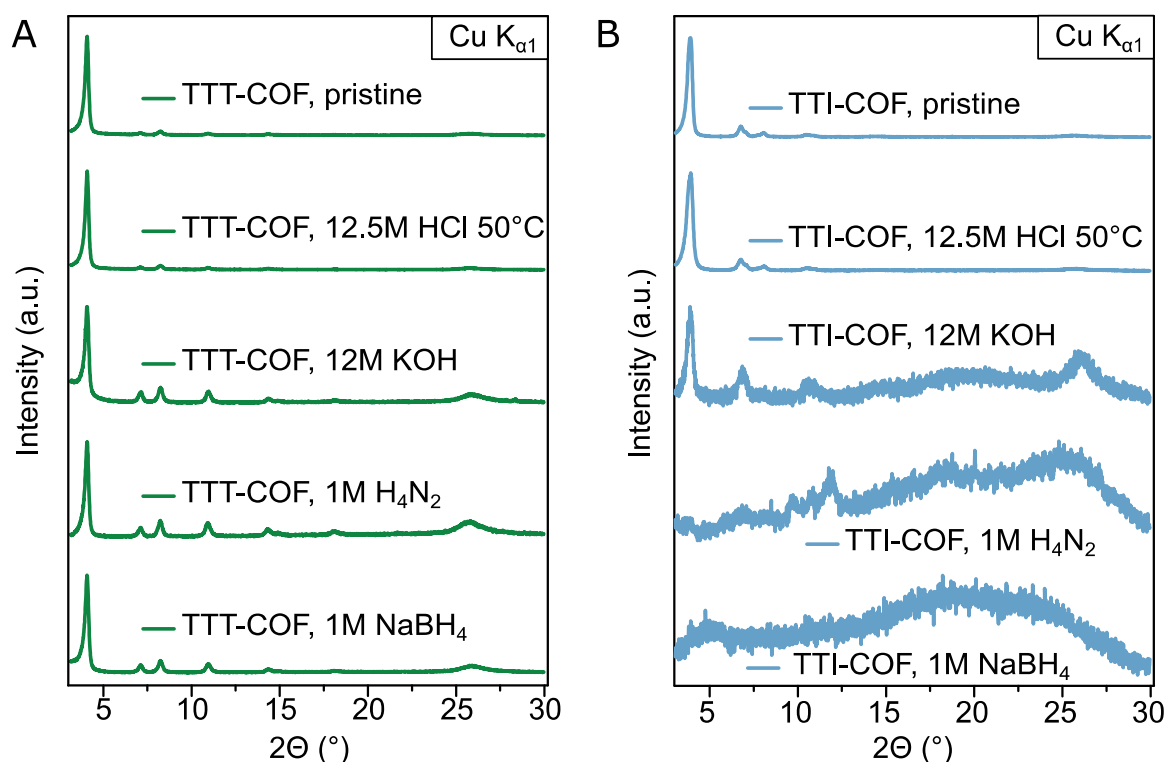 A
Cu Kα1
TTT-COF, pristine
TTT-COF, 12.5M HCl 50°C
TTT-COF, 12M KOH
TTT-COF, 1M H4N2
TTT-COF, 1M NaBH4
Intensity (a.u.)
5 10 15 20 25 30
2Θ (°)
B
Cu Kα1
TTI-COF, pristine
TTI-COF, 12.5M HCl 50°C
TTI-COF, 12M KOH
TTI-COF, 1M H4N2
TTI-COF, 1M NaBH4
Intensity (a.u.)
5 10 15 20 25 30
2Θ (°)